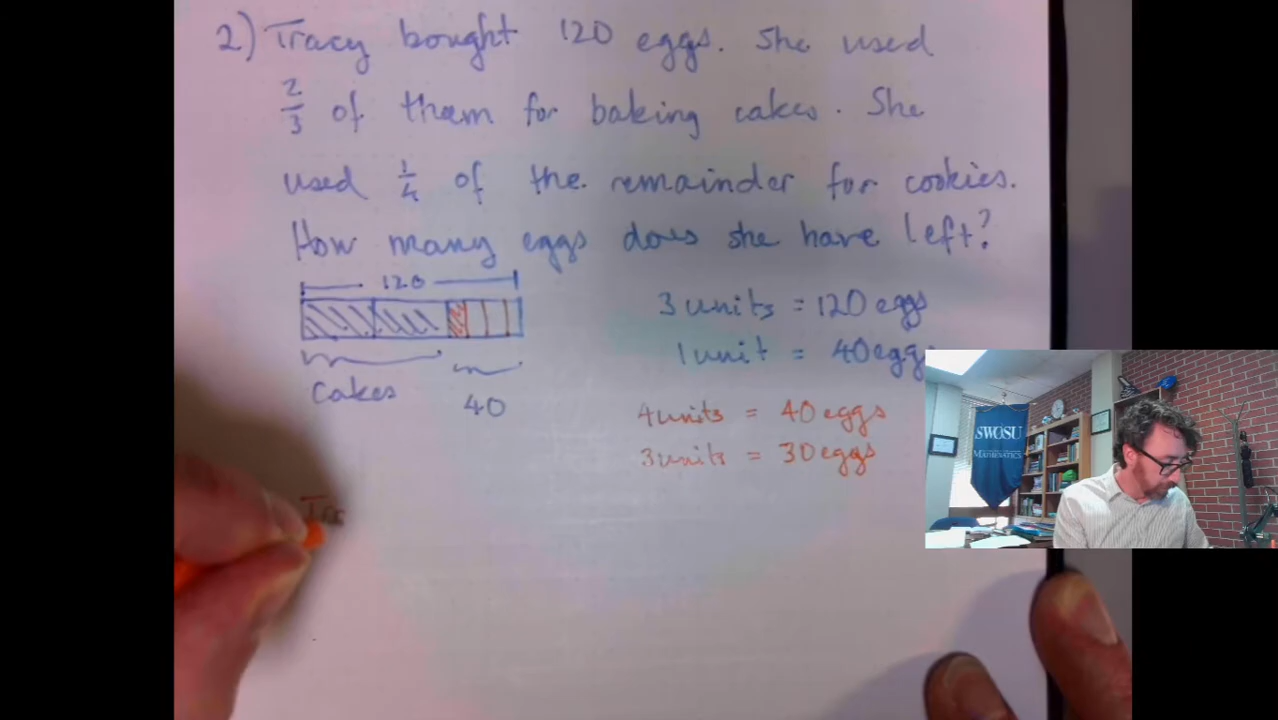 2) Tracy bought 120 eggs. She used
2/3 of them for baking cakes. She
used 1/4 of the remainder for cookies.
How many eggs does she have left?
120
Cakes
40
3 units = 120 eggs
1 unit = 40 eggs
4 units = 40 eggs
3 units = 30 eggs
Trac
SWOSU
MATHEMATICS